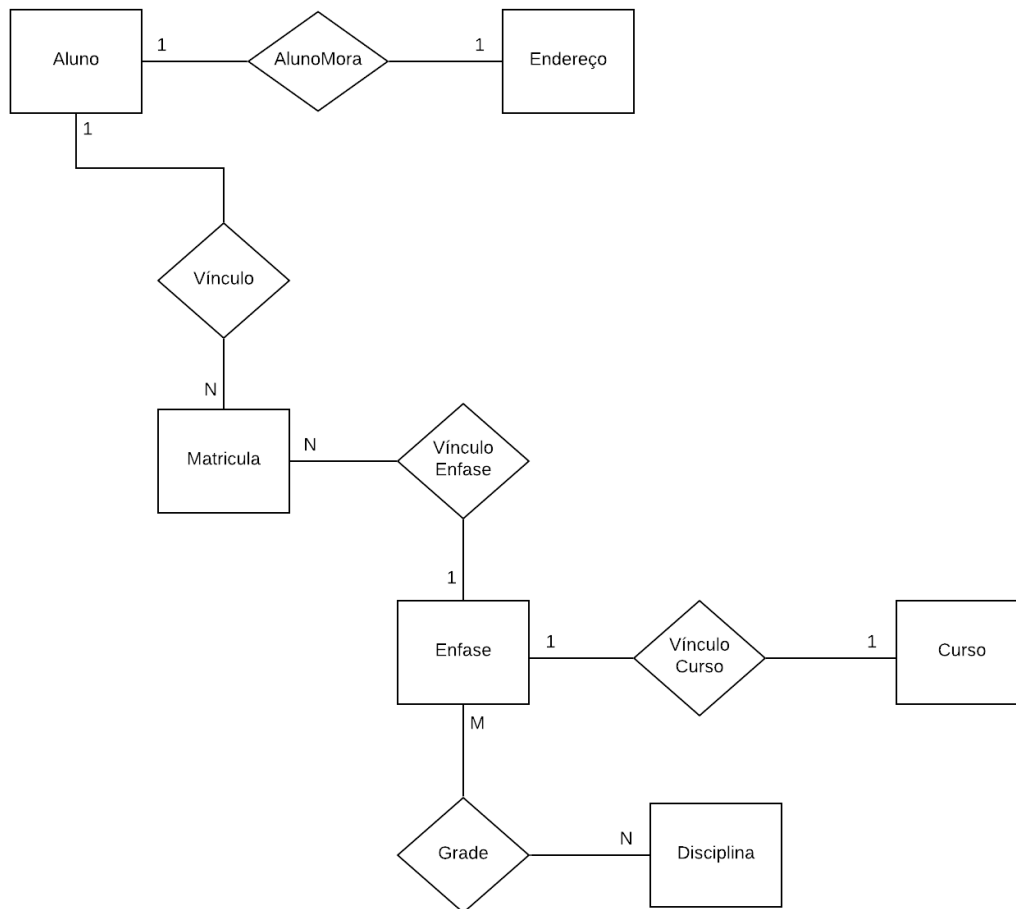 Aluno
1
AlunoMora
1
Endereço
1
Vínculo
N
Matricula
N
Vínculo
Enfase
1
Enfase
1
Vínculo
Curso
1
Curso
M
Grade
N
Disciplina